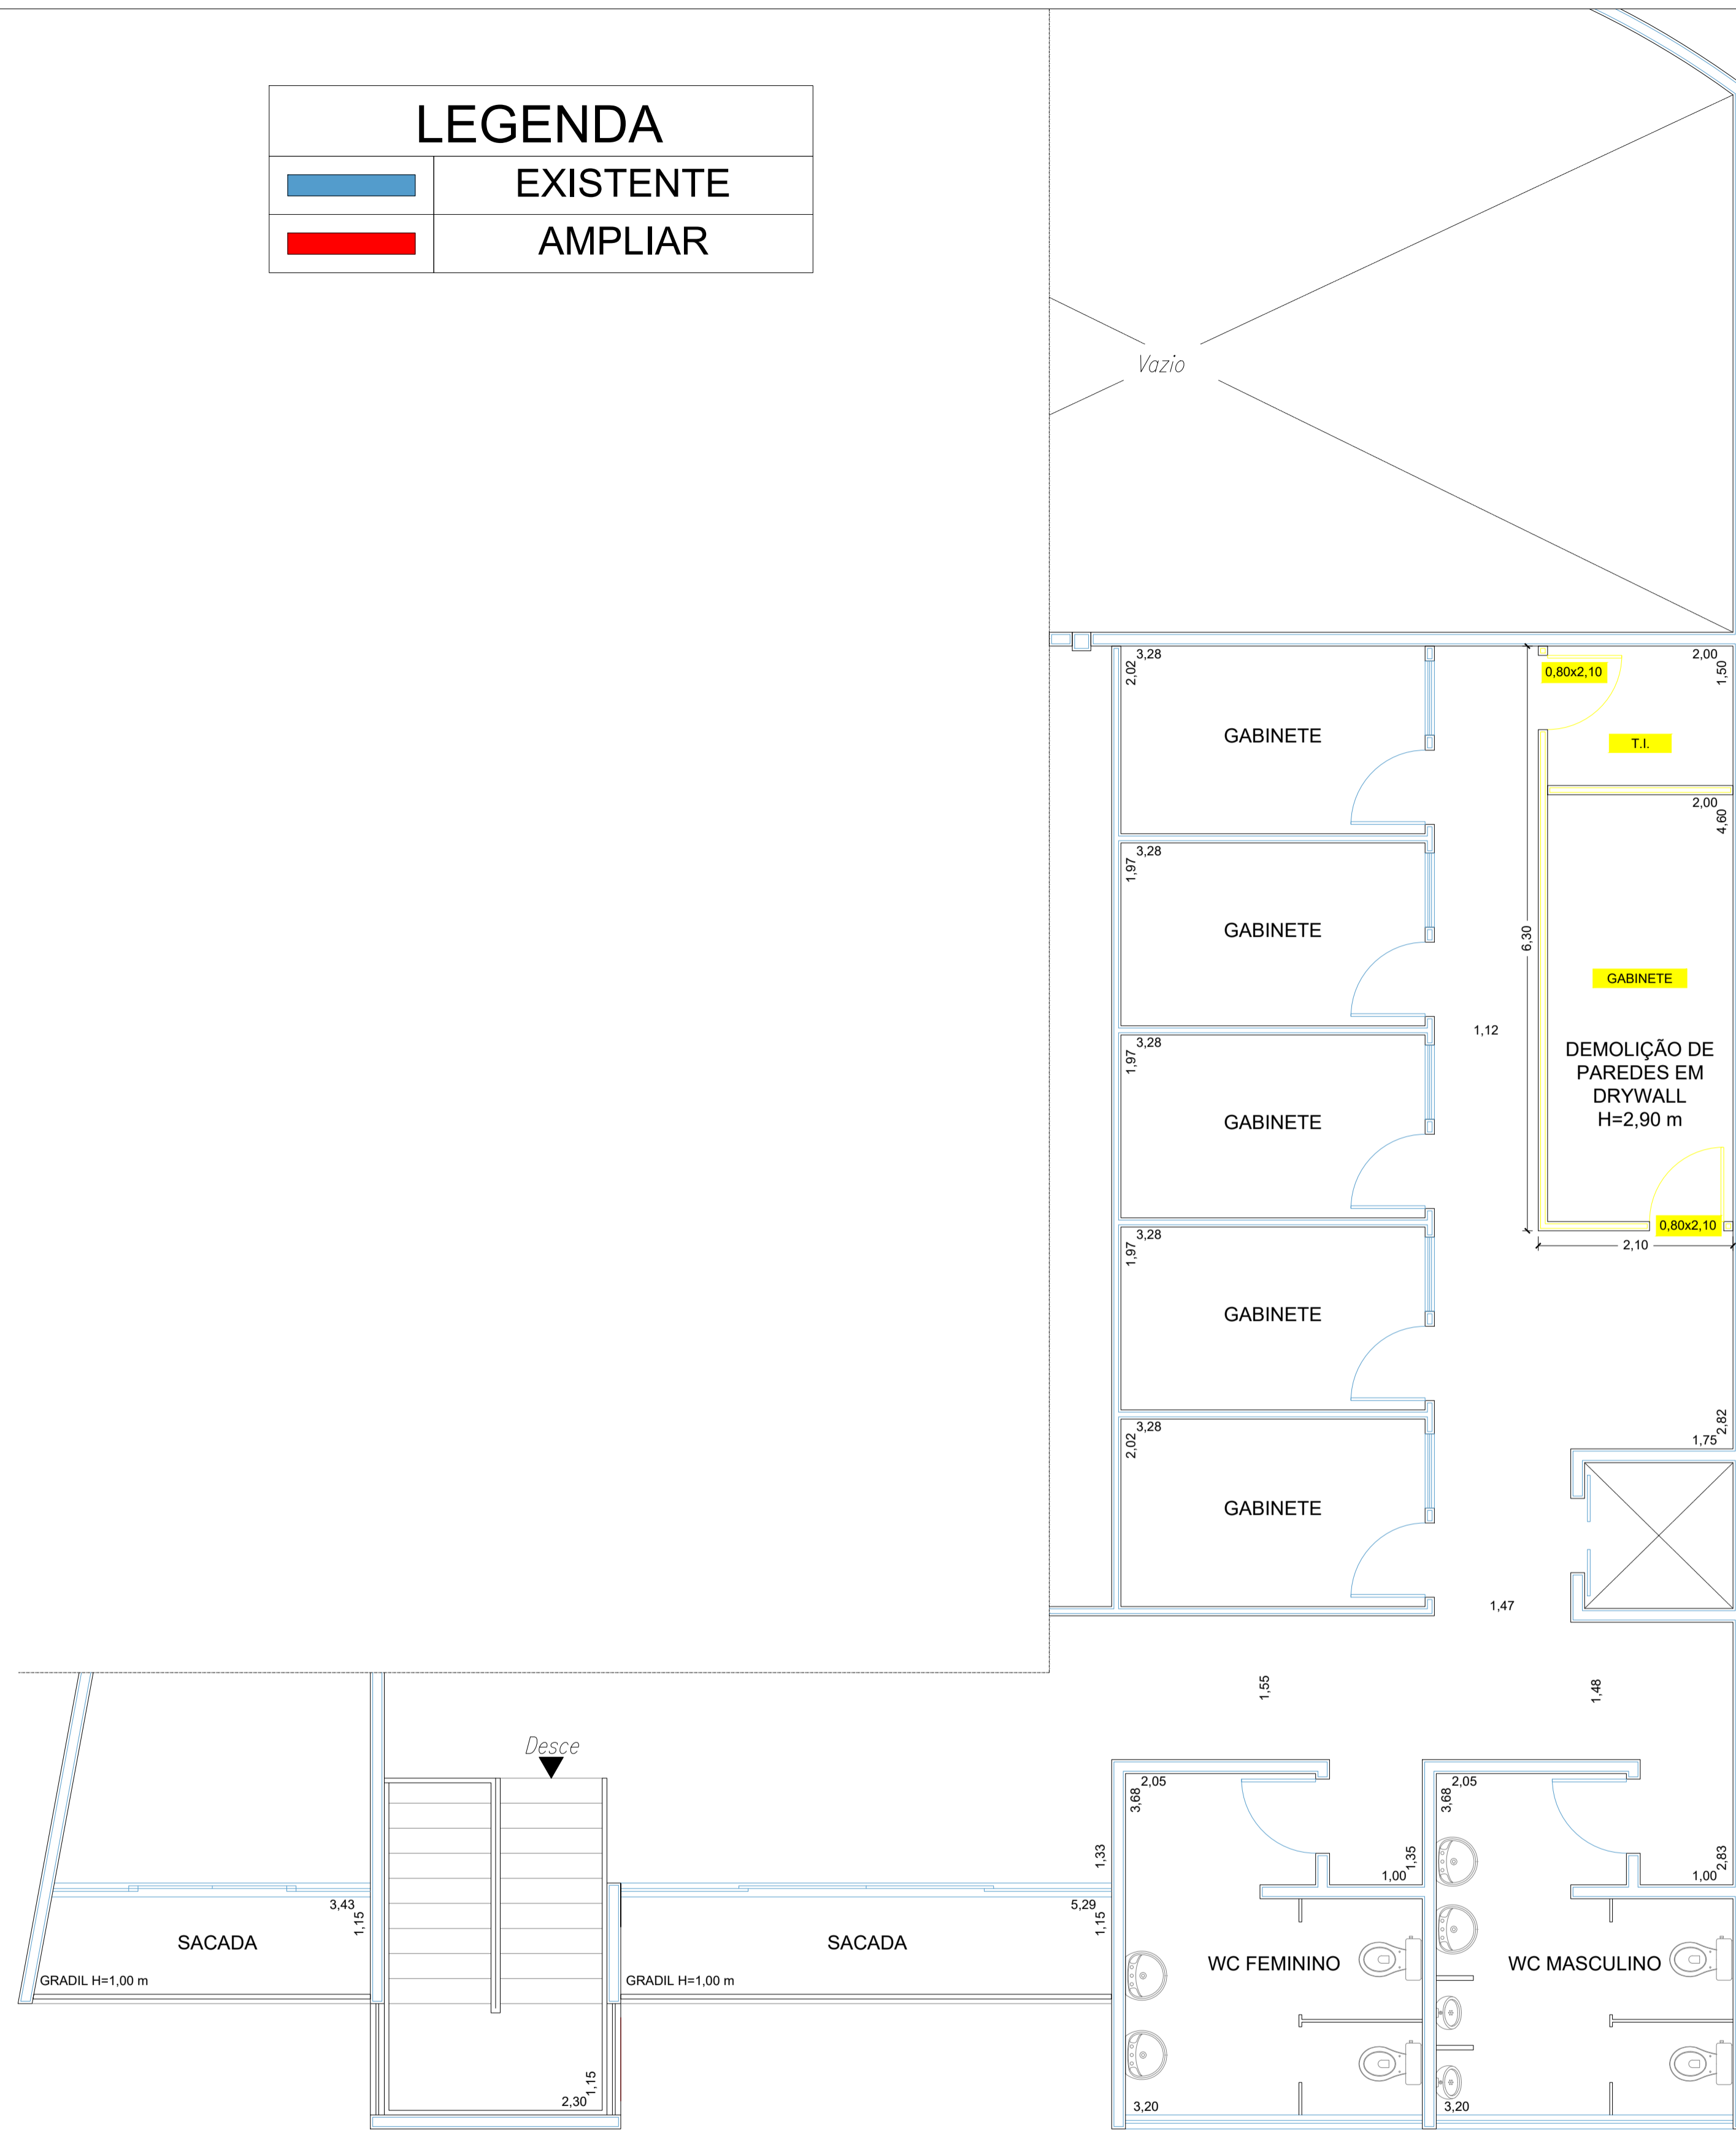 LEGENDA
EXISTENTE
AMPLIAR
Vazio
3,28
2,02
GABINETE
0,80x2,10
2,00
1,50
T.I.
3,28
1,97
GABINETE
2,00
4,60
6,30
GABINETE
1,12
DEMOLIÇÃO DE
PAREDES EM
DRYWALL
H=2,90 m
3,28
1,97
GABINETE
0,80x2,10
2,10
3,28
1,97
GABINETE
3,28
2,02
GABINETE
2,82
1,75
1,47
1,55
1,48
Desce
2,05
3,68
2,05
3,68
1,33
1,35
1,00
2,83
1,00
3,43
1,15
SACADA
GRADIL H=1,00 m
5,29
1,15
SACADA
GRADIL H=1,00 m
WC FEMININO
WC MASCULINO
2,30
1,15
3,20
3,20